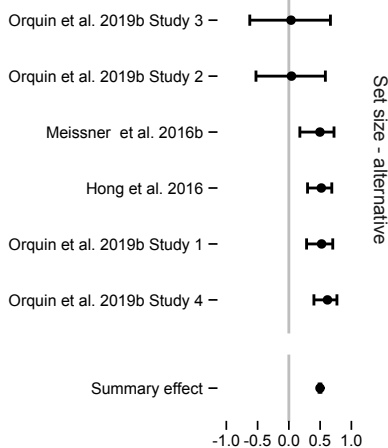 Orquin et al. 2019b Study 3
Orquin et al. 2019b Study 2
Meissner et al. 2016b
Hong et al. 2016
Orquin et al. 2019b Study 1
Orquin et al. 2019b Study 4
Summary effect
Set size - alternative
-1.0 -0.5 0.0 0.5 1.0